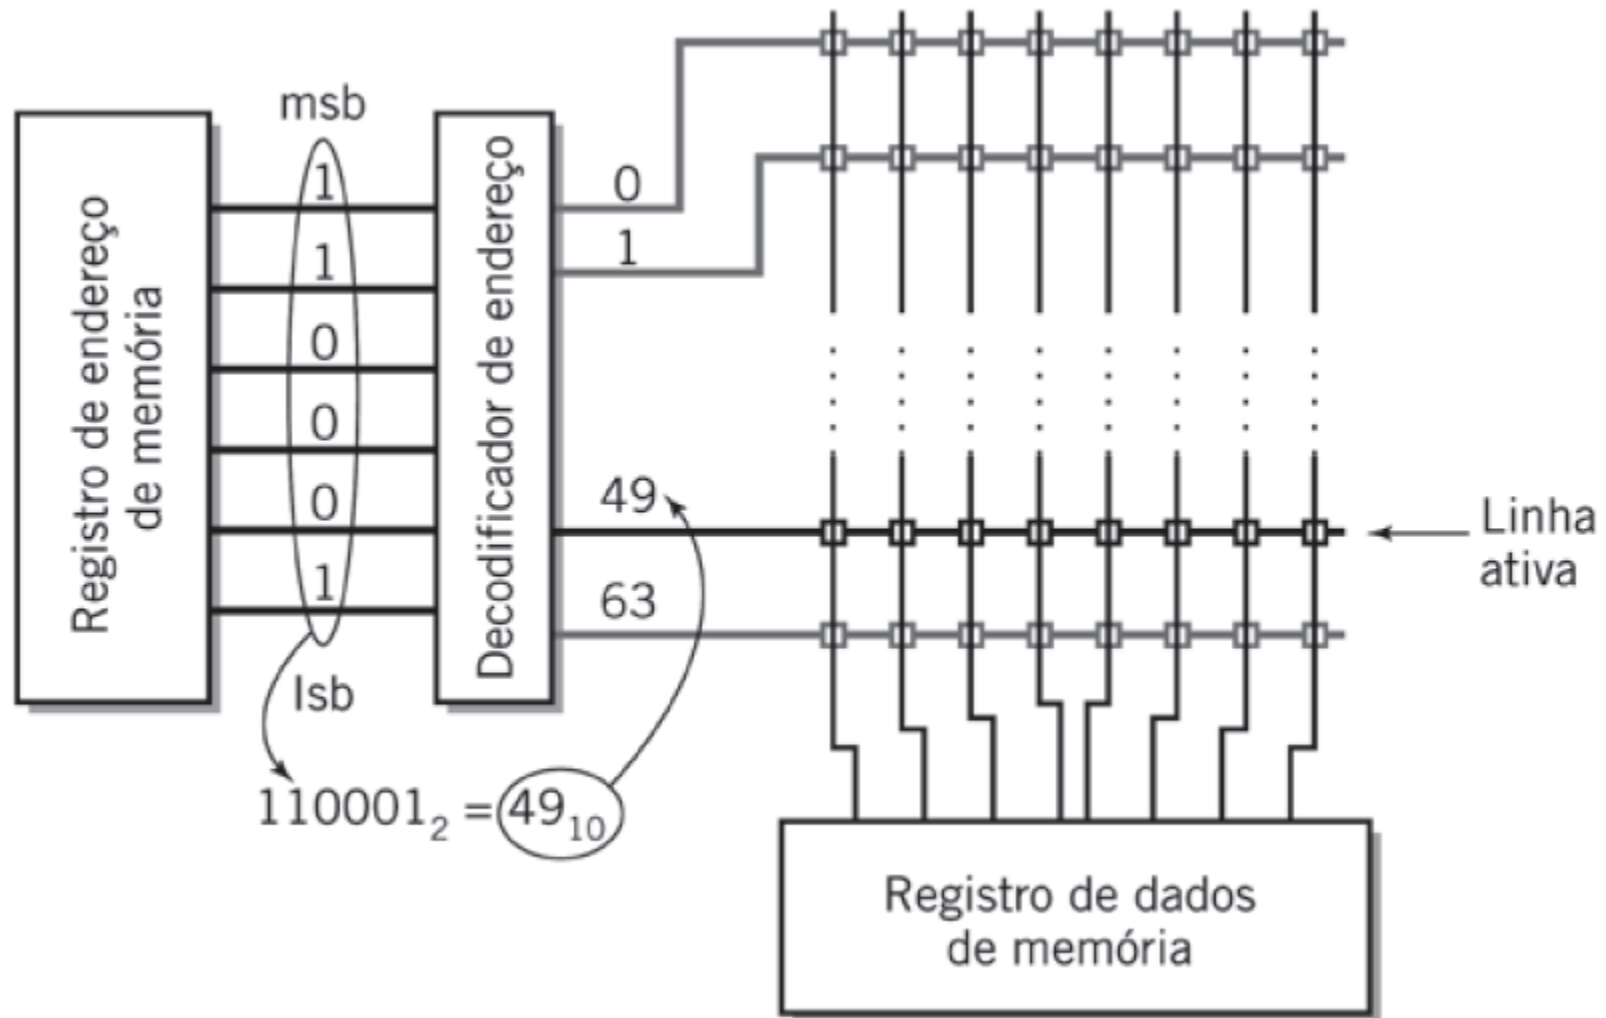 msb
Registro de endereço
de memória
1
1
0
0
0
1
lsb
Decodificador de endereço
0
1
49
63
Linha
ativa
110001₂ = 49₁₀
Registro de dados
de memória